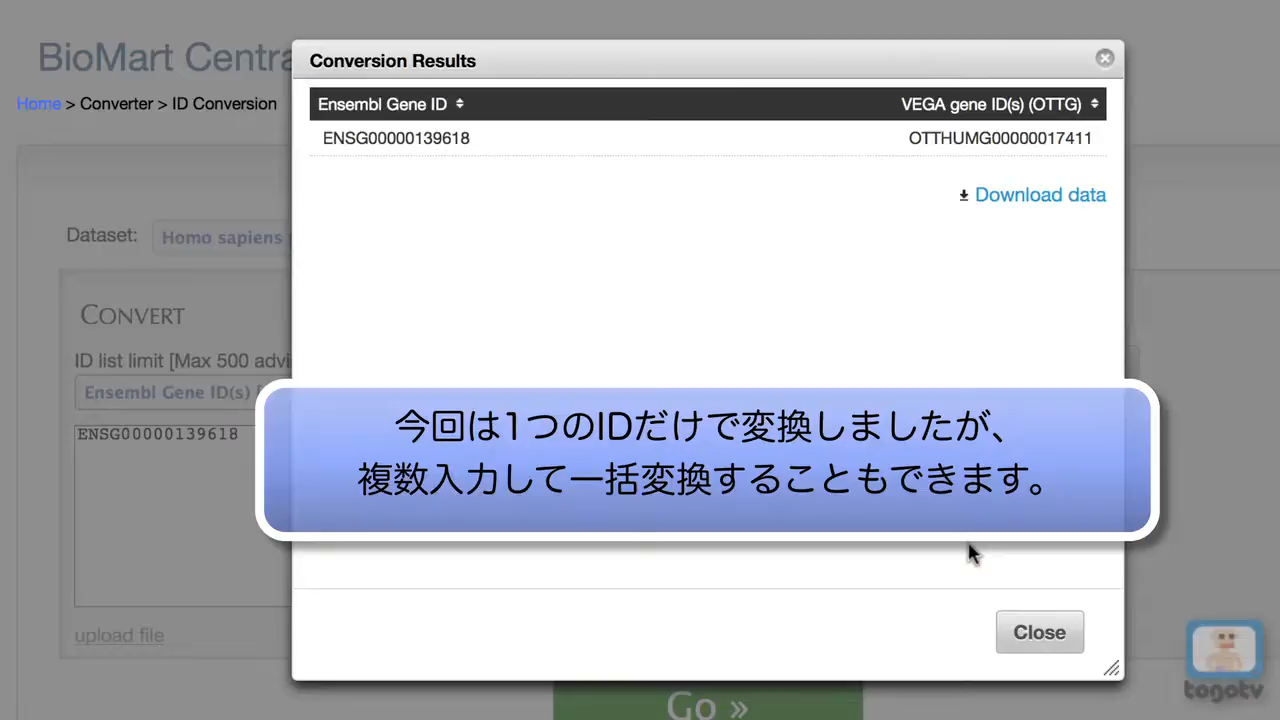 BioMart Centra
Home > Converter > ID Conversion
Conversion Results
Ensembl Gene ID VEGA gene ID(s) (OTTG)
ENSG00000139618 OTTHUMG00000017411
Download data
Dataset: Homo sapiens
CONVERT
ID list limit [Max 500 advi
Ensembl Gene ID(s) [
ENSG00000139618
今回は1つのIDだけで変換しましたが、
複数入力して一括変換することもできます。
upload file
Close
Go »
togotv